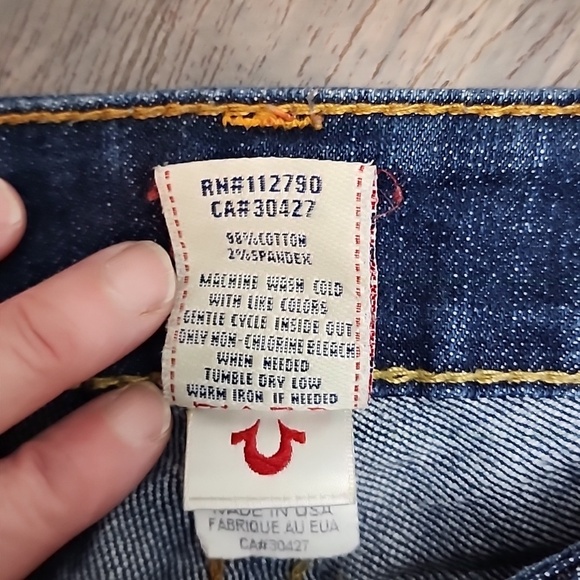 RN#112790
CA#30427
98%COTTON
2%SPANDEX
MACHINE WASH COLD
WITH LIKE COLORS
GENTLE CYCLE INSIDE OUT
ONLY NON-CHLORINE BLEACH
WHEN NEEDED
TUMBLE DRY LOW
WARM IRON IF NEEDED
MADE IN USA
FABRIQUE AU EUA
CA#30427